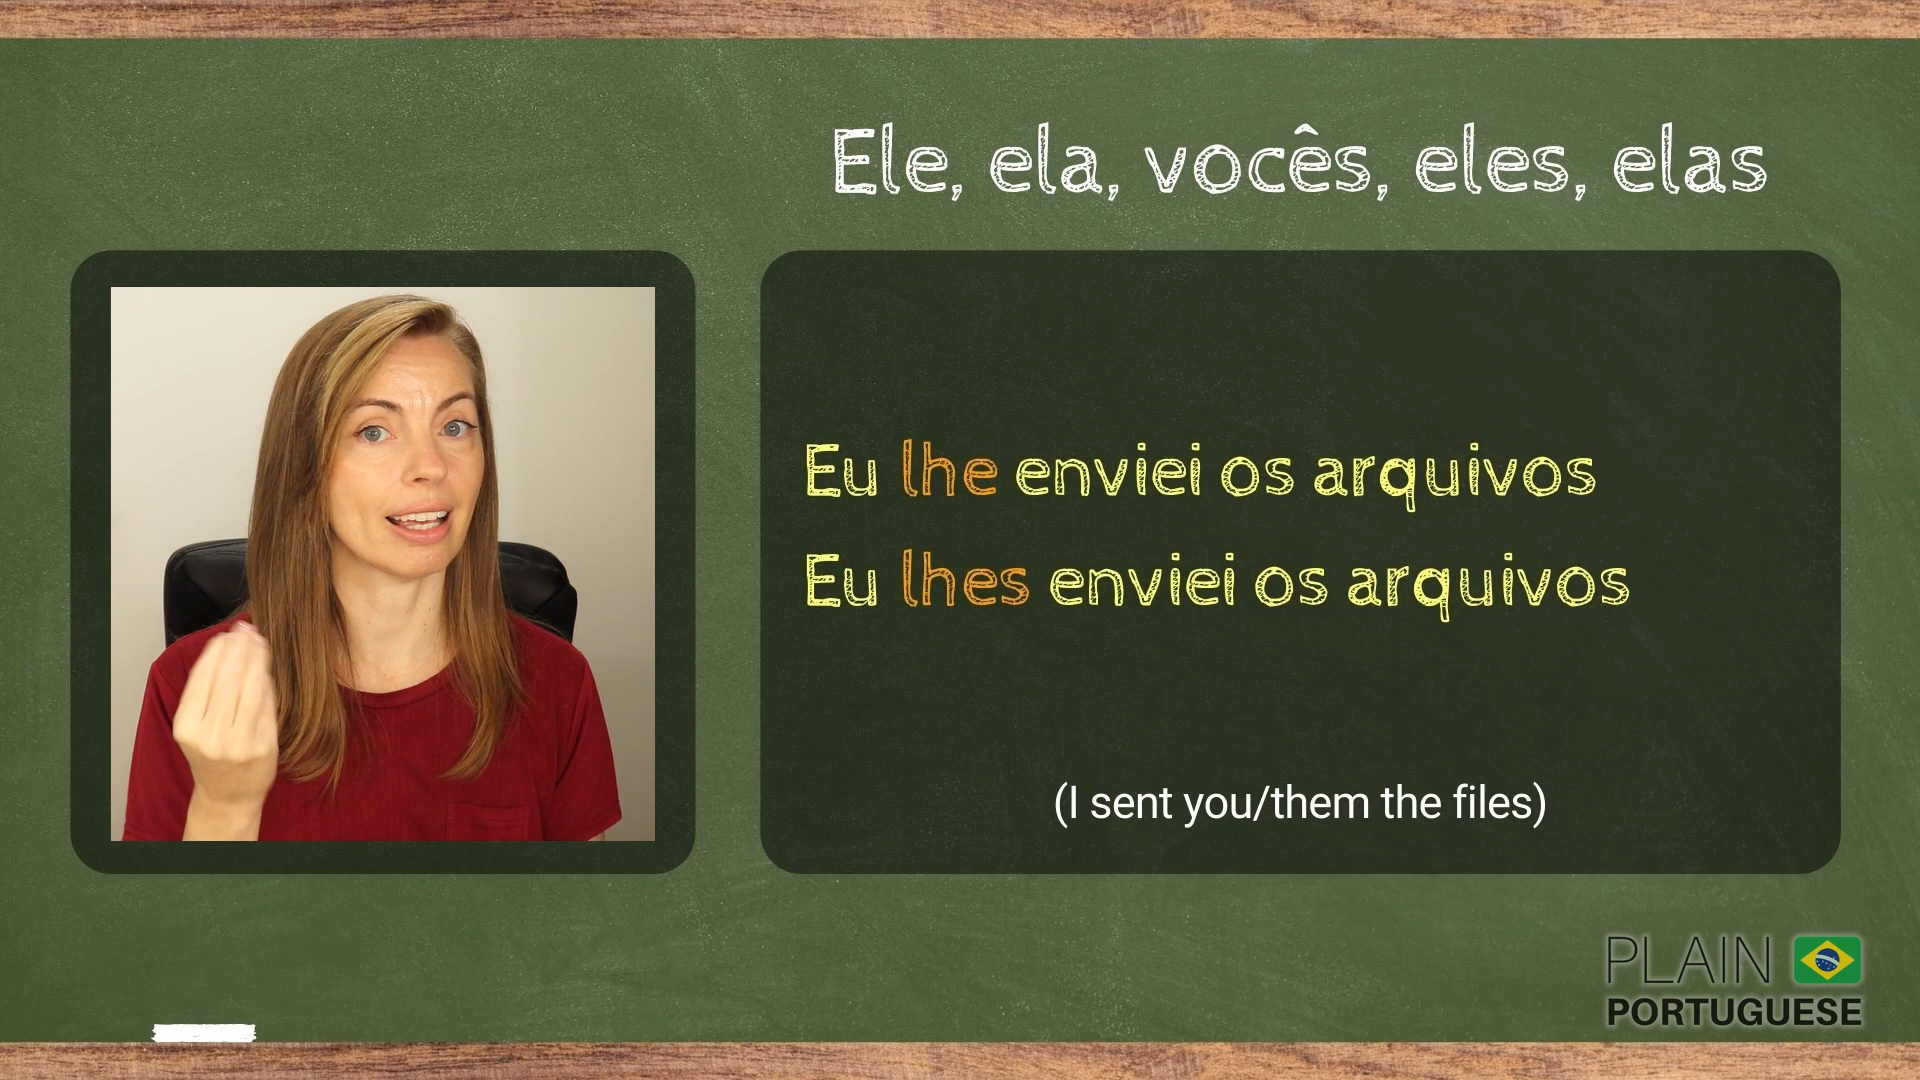 Ele, ela, vocês, eles, elas
Eu lhe enviei os arquivos
Eu lhes enviei os arquivos
(I sent you/them the files)
PLAIN
PORTUGUESE